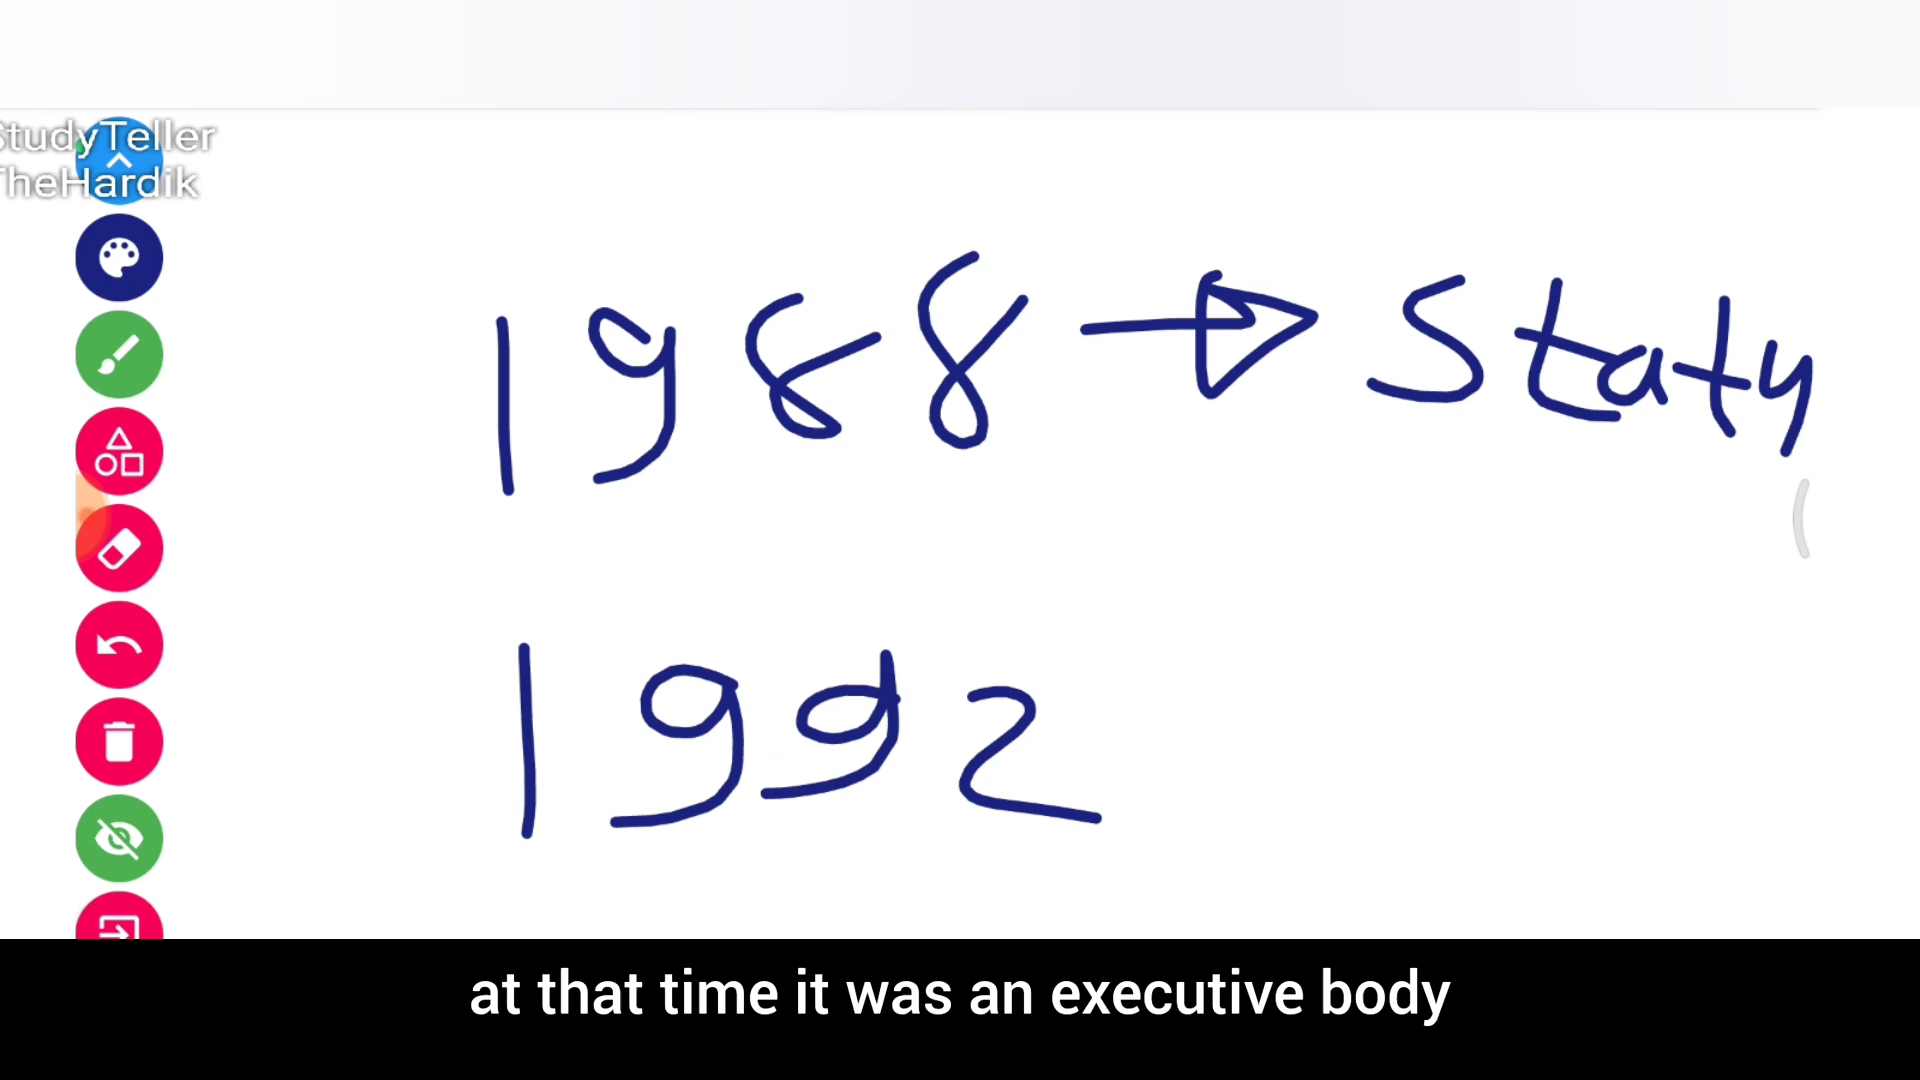 StudyTeller
TheHardik
1988 → Staty
1992
at that time it was an executive body